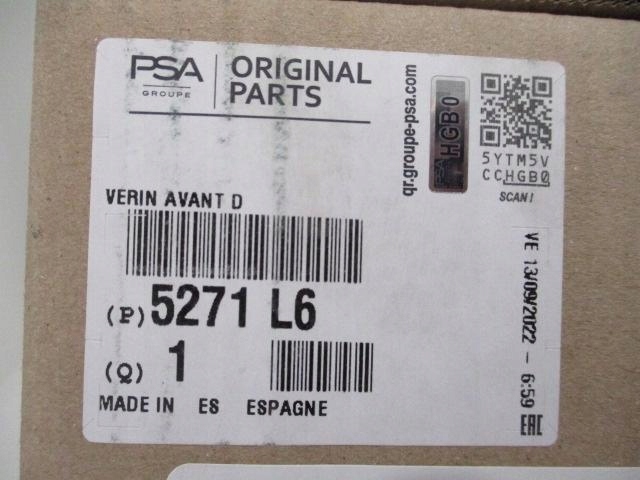 PSA
GROUPE
ORIGINAL
PARTS
qr.groupe-psa.com
PSA HGB0
5YTM5V
CCHGB0
SCAN!
VERIN AVANT D
(P) 5271 L6
(Q) 1
MADE IN ES ESPAGNE
VE 13/09/2022 - 6:59
EAC